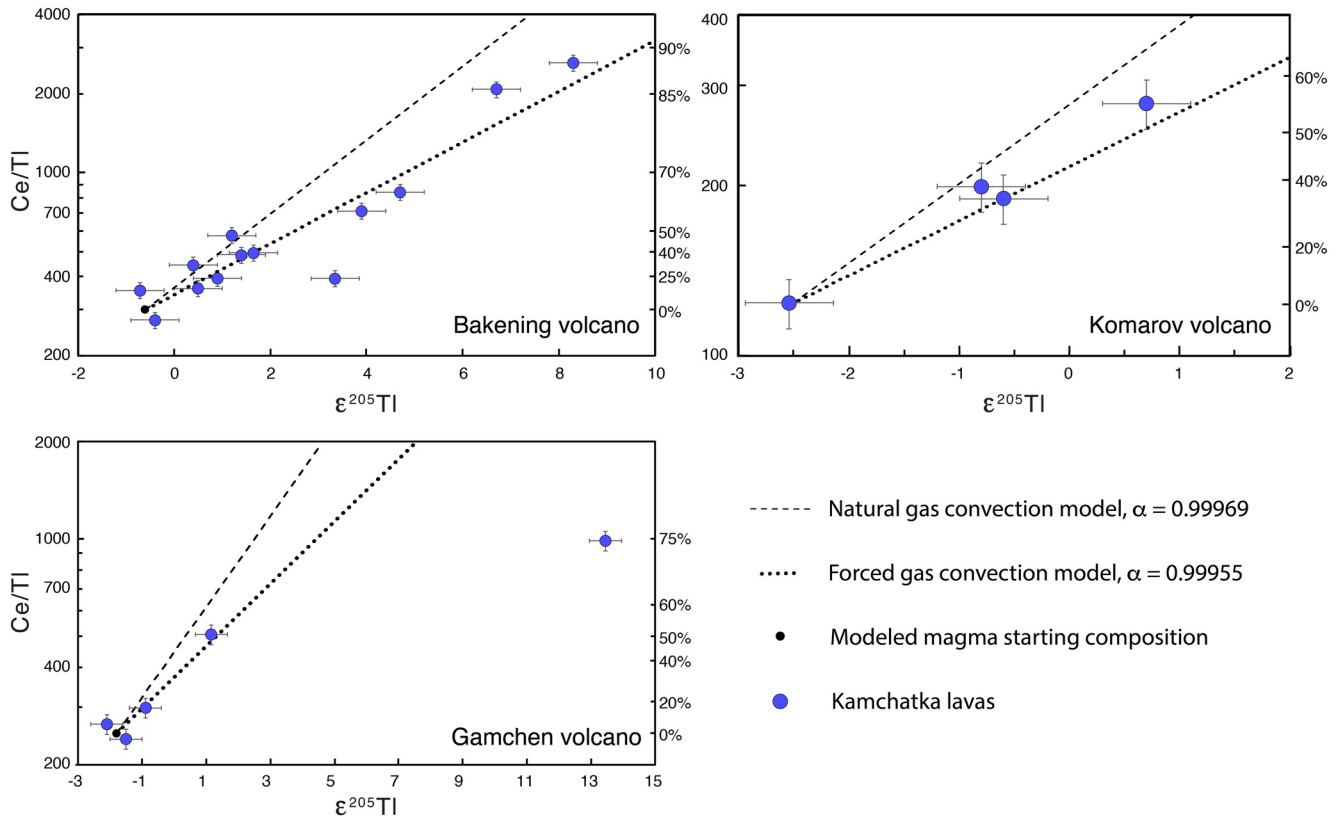 4000
2000
1000
700
400
200
Ce/Tl
90%
85%
70%
50%
40%
25%
0%
Bakening volcano
-2 0 2 4 6 8 10
ε²⁰⁵Tl
400
300
200
100
60%
50%
40%
20%
0%
Komarov volcano
-3 -2 -1 0 1 2
ε²⁰⁵Tl
2000
1000
700
400
200
Ce/Tl
75%
60%
50%
40%
20%
0%
Gamchen volcano
-3 -1 1 3 5 7 9 11 13 15
ε²⁰⁵Tl
Natural gas convection model, α = 0.99969
Forced gas convection model, α = 0.99955
Modeled magma starting composition
Kamchatka lavas